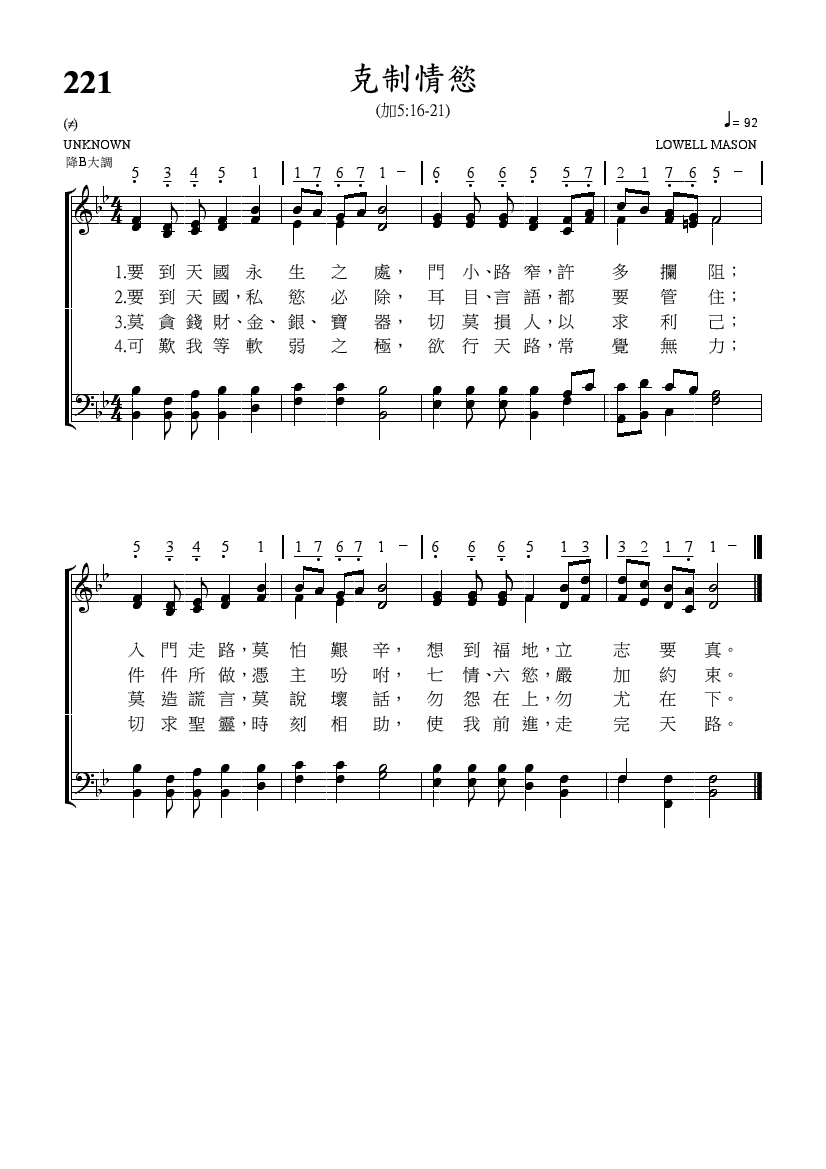 221
克制情慾
(加5:16-21)
(≠)
♩= 92
UNKNOWN
LOWELL MASON
降B大調
5 3 4 5 1 | 1 7 6 7 1 – | 6 6 6 5 5 7 | 2 1 7 6 5 – |
1.要到天國永生之處，門小、路窄，許多攔阻；
2.要到天國，私慾必除，耳目、言語，都要管住；
3.莫貪錢財、金、銀、寶器，切莫損人，以求利己；
4.可歎我等軟弱之極，欲行天路，常覺無力；
5 3 4 5 1 | 1 7 6 7 1 – | 6 6 6 5 1 3 | 3 2 1 7 1 –
入門走路，莫怕艱辛，想到福地，立志要真。
件件所做，憑主吩咐，七情、六慾，嚴加約束。
莫造謊言，莫說壞話，勿怨在上，勿尤在下。
切求聖靈，時刻相助，使我前進，走完天路。